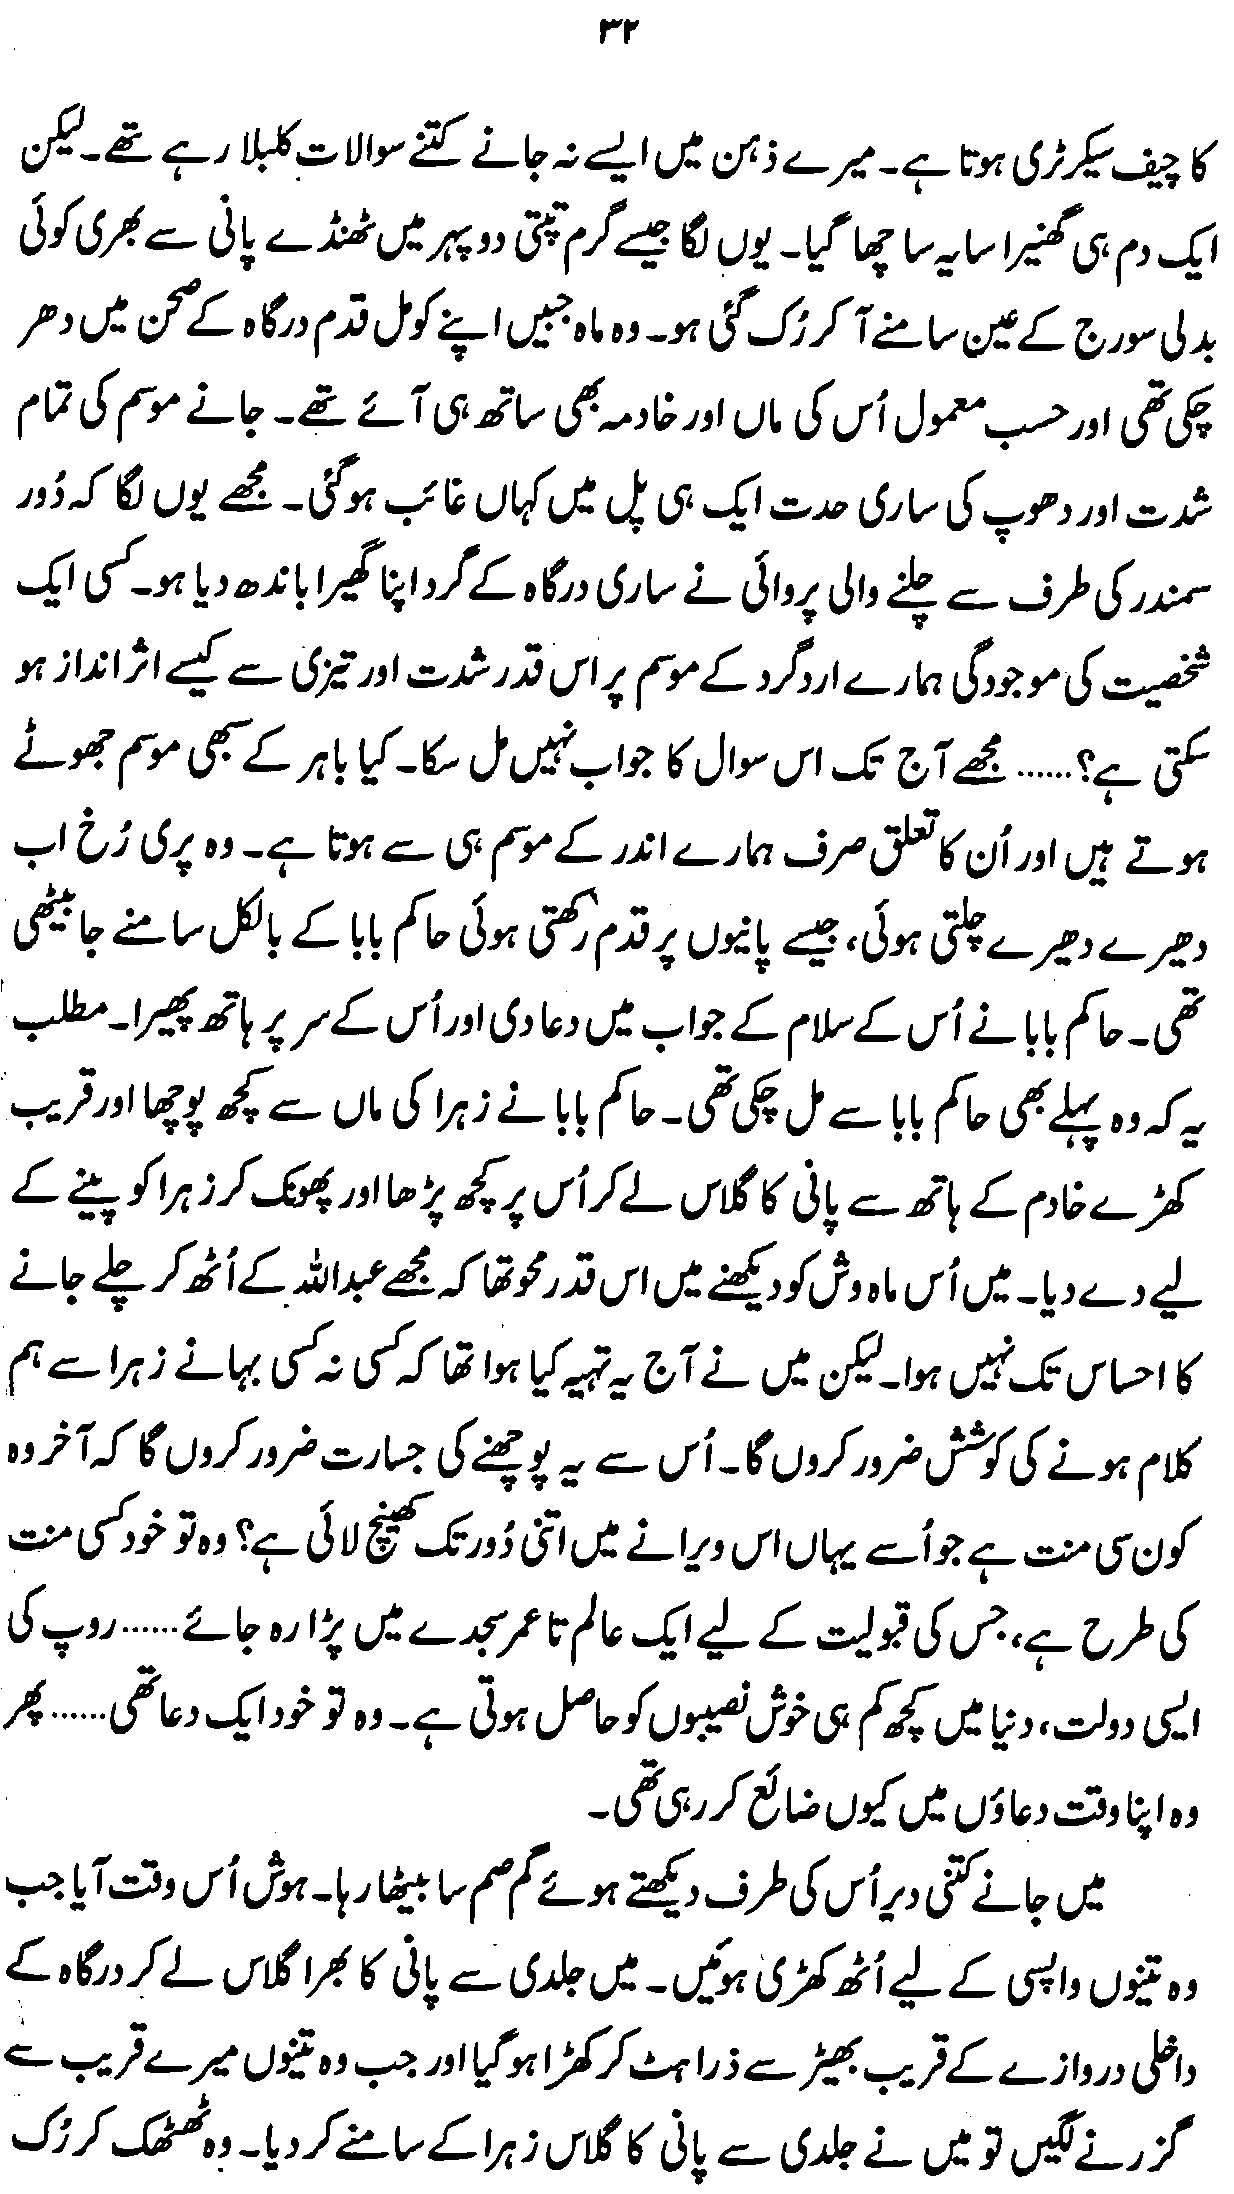 ۳۲
کا چیف سیکرٹری ہوتا ہے۔ میرے ذہن میں ایسے نہ جانے کتنے سوالات کلبلا رہے تھے۔ لیکن
ایک دم ہی گھنیرا سایہ سا چھا گیا۔ یوں لگا جیسے گرم تپتی دوپہر میں ٹھنڈے پانی سے بھری کوئی
بدلی سورج کے عین سامنے آ کر رُک گئی ہو۔ وہ ماہ جبیں اپنے کومل قدم درگاہ کے صحن میں دھر
چکی تھی اور حسب معمول اُس کی ماں اور خادمہ بھی ساتھ ہی آئے تھے۔ جانے موسم کی تمام
شدت اور دھوپ کی ساری حدت ایک ہی پل میں کہاں غائب ہو گئی۔ مجھے یوں لگا کہ دُور
سمندر کی طرف سے چلنے والی پروائی نے ساری درگاہ کے گرد اپنا گھیرا باندھ دیا ہو۔ کسی ایک
شخصیت کی موجودگی ہمارے اردگرد کے موسم پر اس قدر شدت اور تیزی سے کیسے اثر انداز ہو
سکتی ہے؟...... مجھے آج تک اس سوال کا جواب نہیں مل سکا۔ کیا باہر کے سبھی موسم جھوٹے
ہوتے ہیں اور اُن کا تعلق صرف ہمارے اندر کے موسم ہی سے ہوتا ہے۔ وہ پری رُخ اب
دھیرے دھیرے چلتی ہوئی، جیسے پانیوں پر قدم رکھتی ہوئی حاکم بابا کے بالکل سامنے جا بیٹھی
تھی۔ حاکم بابا نے اُس کے سلام کے جواب میں دعا دی اور اُس کے سر پر ہاتھ پھیرا۔ مطلب
یہ کہ وہ پہلے بھی حاکم بابا سے مل چکی تھی۔ حاکم بابا نے زہرا کی ماں سے کچھ پوچھا اور قریب
کھڑے خادم کے ہاتھ سے پانی کا گلاس لے کر اُس پر کچھ پڑھا اور پھونک کر زہرا کو پینے کے
لیے دے دیا۔ میں اُس ماہ وش کو دیکھنے میں اس قدر محو تھا کہ مجھے عبداللہ کے اُٹھ کر چلے جانے
کا احساس تک نہیں ہوا۔ لیکن میں نے آج یہ تہیہ کیا ہوا تھا کہ کسی نہ کسی بہانے زہرا سے ہم
کلام ہونے کی کوشش ضرور کروں گا۔ اُس سے یہ پوچھنے کی جسارت ضرور کروں گا کہ آخر وہ
کون سی منت ہے جو اُسے یہاں اس ویرانے میں اتنی دُور تک کھینچ لائی ہے؟ وہ تو خود کسی منت
کی طرح ہے، جس کی قبولیت کے لیے ایک عالم تا عمر سجدے میں پڑا رہ جائے...... روپ کی
ایسی دولت، دنیا میں کچھ کم ہی خوش نصیبوں کو حاصل ہوتی ہے۔ وہ تو خود ایک دعا تھی...... پھر
وہ اپنا وقت دعاؤں میں کیوں ضائع کر رہی تھی۔
میں جانے کتنی دیر اُس کی طرف دیکھتے ہوئے گم صم سا بیٹھا رہا۔ ہوش اُس وقت آیا جب
وہ تینوں واپسی کے لیے اُٹھ کھڑی ہوئیں۔ میں جلدی سے پانی کا بھرا گلاس لے کر درگاہ کے
داخلی دروازے کے قریب بھیڑ سے ذرا ہٹ کر کھڑا ہو گیا اور جب وہ تینوں میرے قریب سے
گزرنے لگیں تو میں نے جلدی سے پانی کا گلاس زہرا کے سامنے کر دیا۔ وہ ٹھٹھک کر رُک